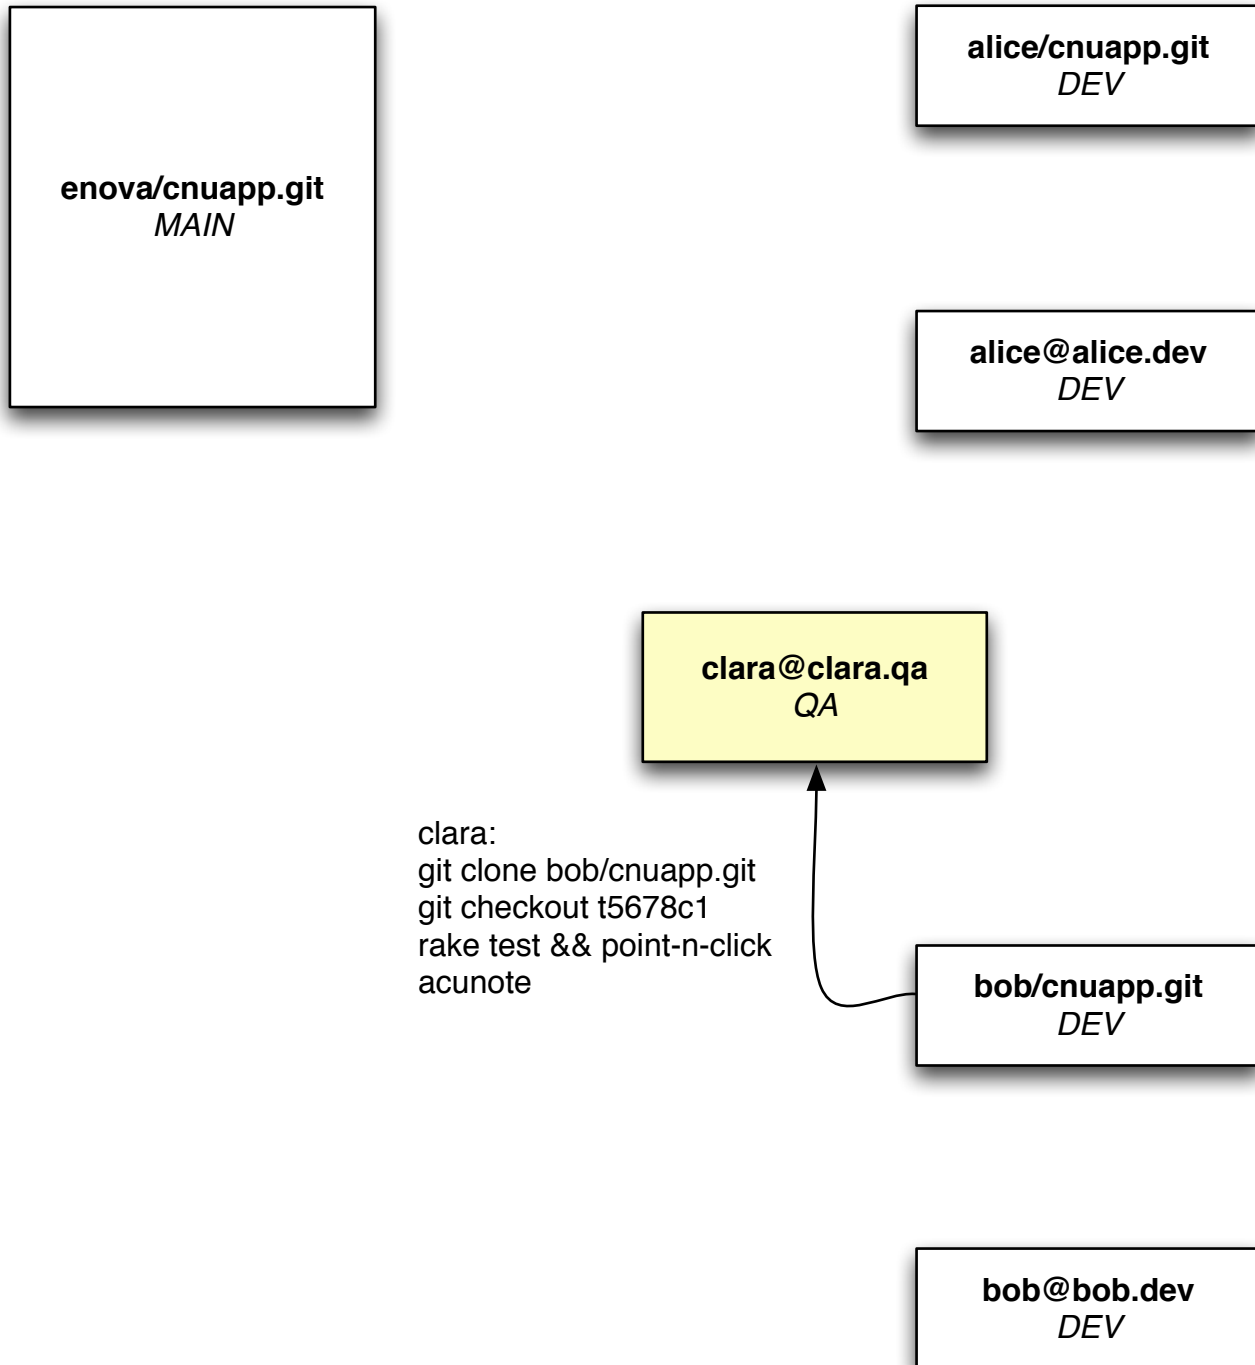 enova/cnuapp.git
MAIN
alice/cnuapp.git
DEV
alice@alice.dev
DEV
clara@clara.qa
QA
clara:
git clone bob/cnuapp.git
git checkout t5678c1
rake test && point-n-click
acunote
bob/cnuapp.git
DEV
bob@bob.dev
DEV